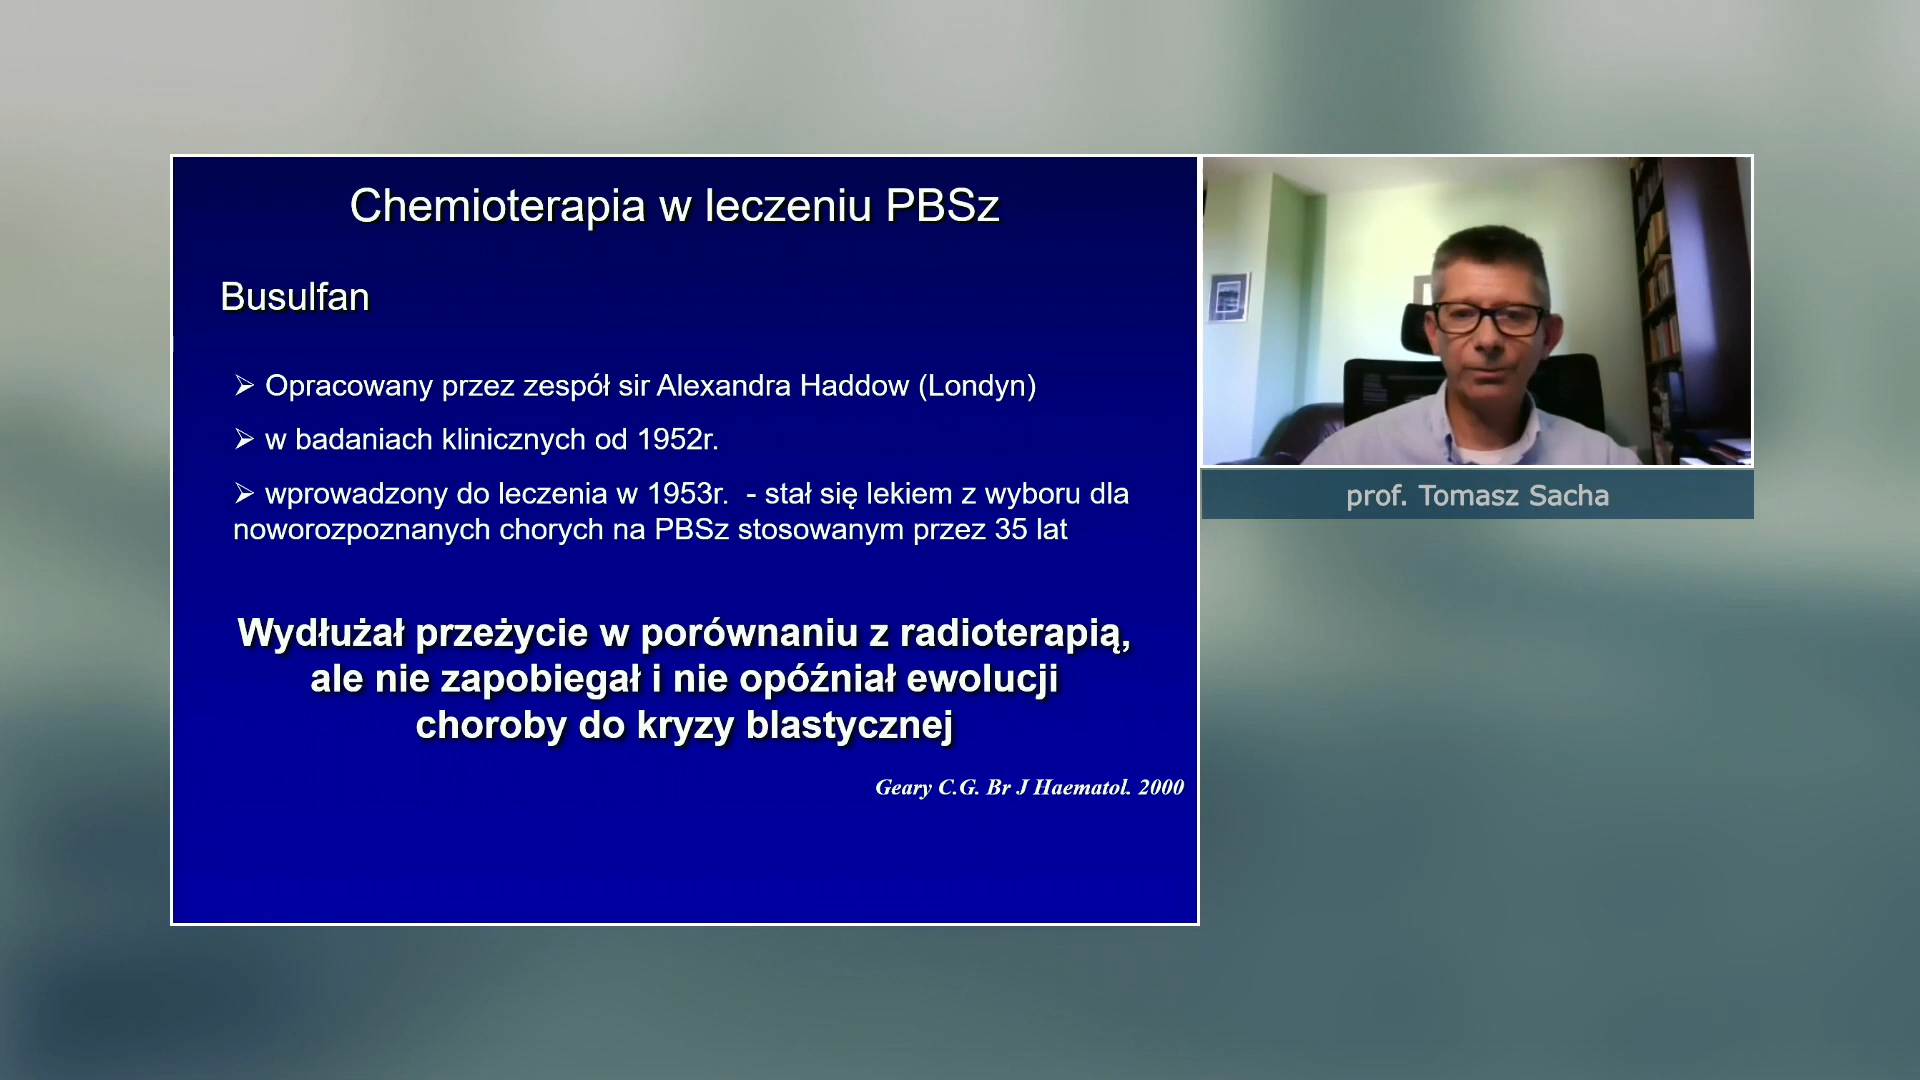 Chemioterapia w leczeniu PBSz
Busulfan
➢ Opracowany przez zespół sir Alexandra Haddow (Londyn)
➢ w badaniach klinicznych od 1952r.
➢ wprowadzony do leczenia w 1953r.  - stał się lekiem z wyboru dla
noworozpoznanych chorych na PBSz stosowanym przez 35 lat
Wydłużał przeżycie w porównaniu z radioterapią,
ale nie zapobiegał i nie opóźniał ewolucji
choroby do kryzy blastycznej
Geary C.G. Br J Haematol. 2000
prof. Tomasz Sacha